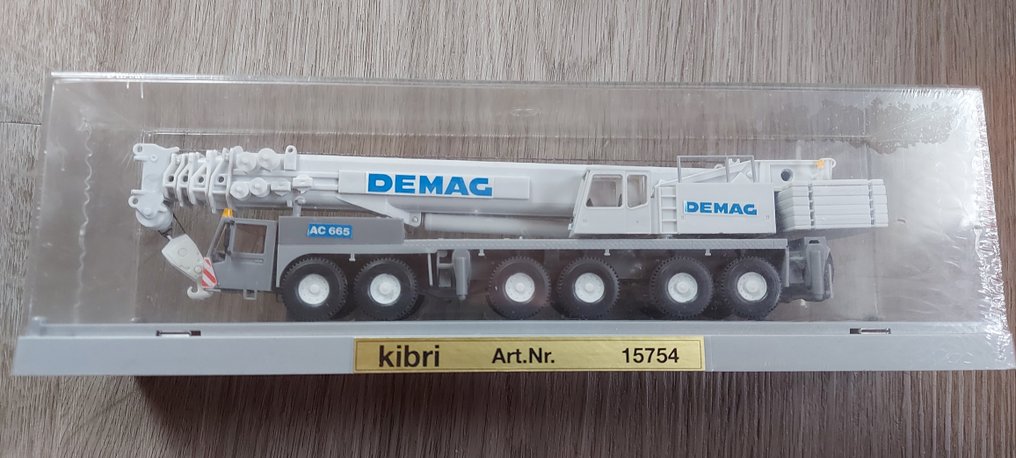 DEMAG
DEMAG
AC 665
kibri Art.Nr. 15754